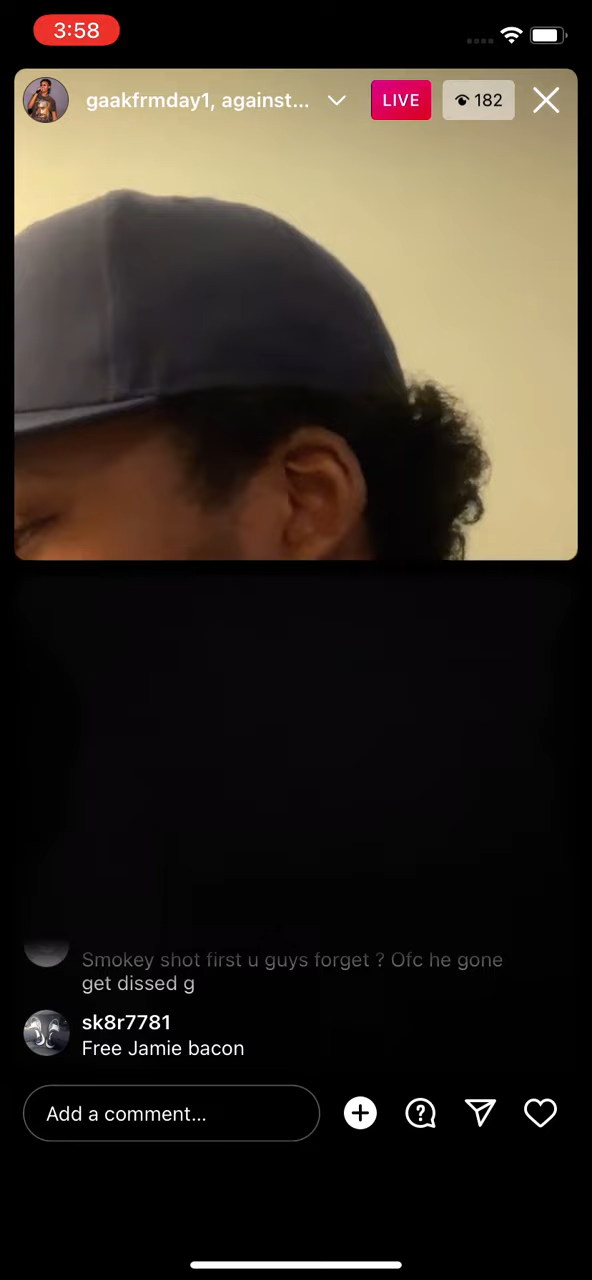 3:58
gaakfrmday1, against...
LIVE
182
Smokey shot first u guys forget ? Ofc he gone
get dissed g
sk8r7781
Free Jamie bacon
Add a comment...